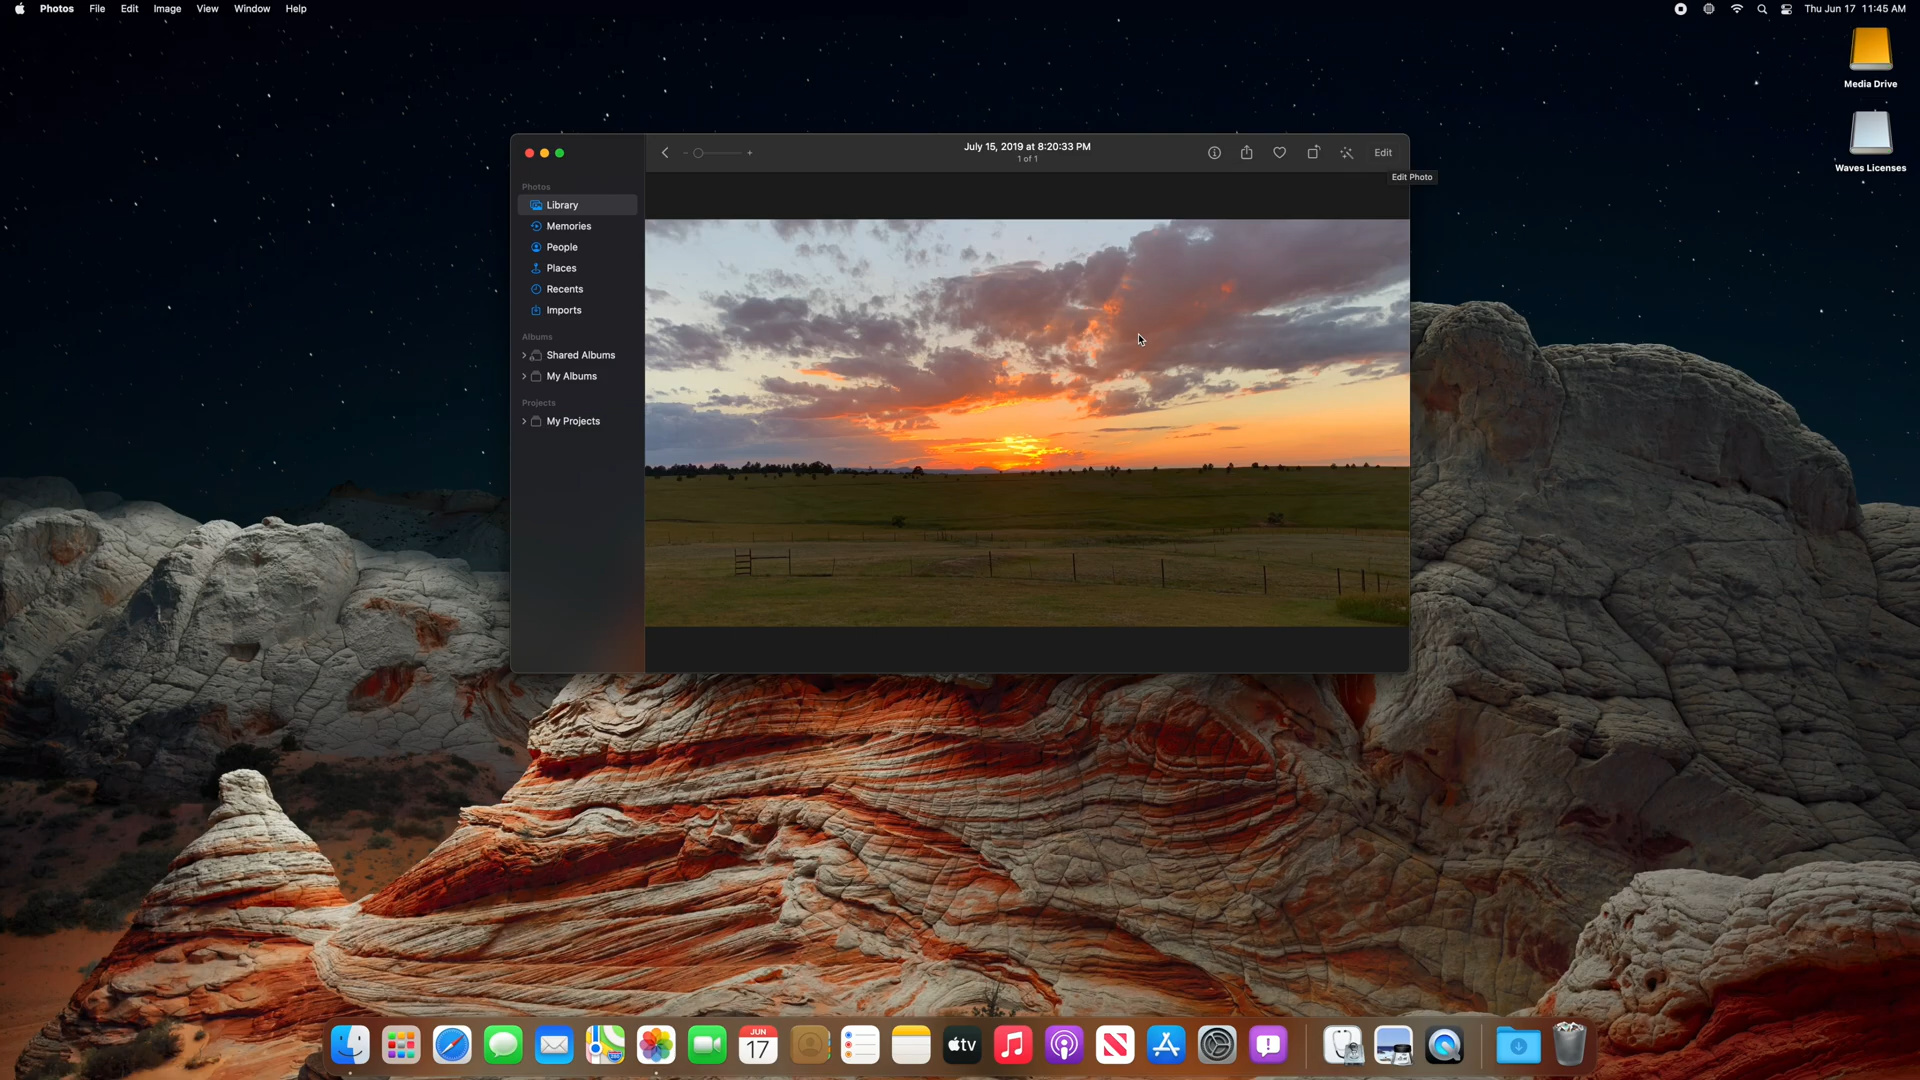 Photos File Edit Image View Window Help
Thu Jun 17 11:45 AM
Media Drive
Waves Licenses
July 15, 2019 at 8:20:33 PM
1 of 1
Edit
Edit Photo
Photos
Library
Memories
People
Places
Recents
Imports
Albums
Shared Albums
My Albums
Projects
My Projects
JUN
17
tv